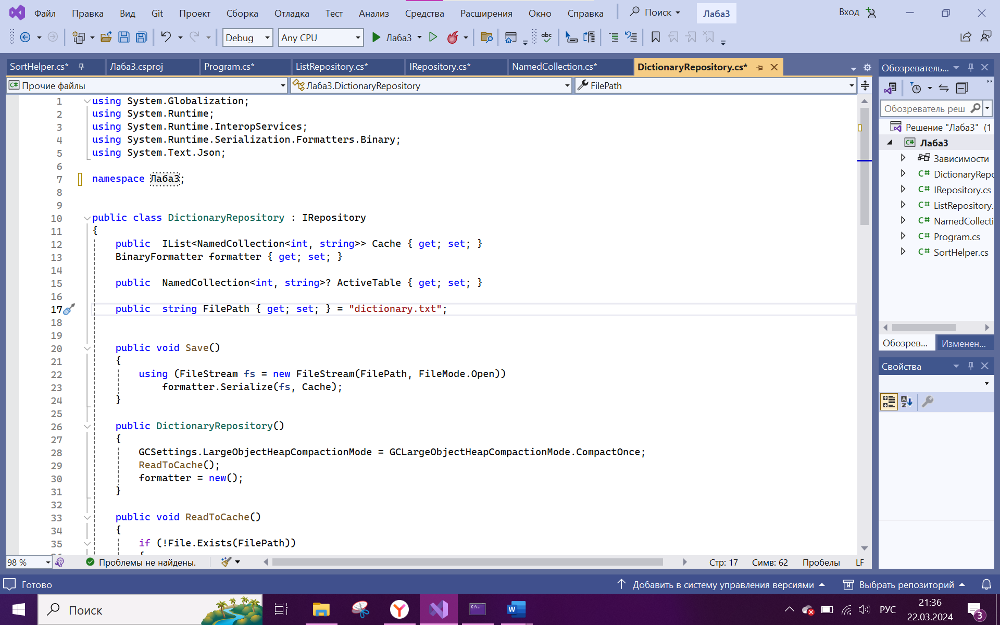 Файл Правка Вид Git Проект Сборка Отладка Тест Анализ Средства Расширения Окно Справка Поиск Лаба3 Вход
Debug Any CPU Лаба3
SortHelper.cs* Лаба3.csproj Program.cs* ListRepository.cs* IRepository.cs* NamedCollection.cs* DictionaryRepository.cs*
Прочие файлы Лаба3.DictionaryRepository FilePath
1 using System.Globalization;
2 using System.Runtime;
3 using System.Runtime.InteropServices;
4 using System.Runtime.Serialization.Formatters.Binary;
5 using System.Text.Json;
6
7 namespace Лаба3;
8
9
10 public class DictionaryRepository : IRepository
11 {
12 public  IList<NamedCollection<int, string>> Cache { get; set; }
13 BinaryFormatter formatter { get; set; }
14
15 public  NamedCollection<int, string>? ActiveTable { get; set; }
16
17 public  string FilePath { get; set; } = "dictionary.txt";
18
19
20 public void Save()
21 {
22 using (FileStream fs = new FileStream(FilePath, FileMode.Open))
23 formatter.Serialize(fs, Cache);
24 }
25
26 public DictionaryRepository()
27 {
28 GCSettings.LargeObjectHeapCompactionMode = GCLargeObjectHeapCompactionMode.CompactOnce;
29 ReadToCache();
30 formatter = new();
31 }
32
33 public void ReadToCache()
34 {
35 if (!File.Exists(FilePath))
98 % Проблемы не найдены. Стр: 17 Симв: 62 Пробелы LF
Обозреватель...
Обозреватель реш
Решение "Лаба3" (1
C# Лаба3
Зависимости
C# DictionaryRepo
C# IRepository.cs
C# ListRepository.
C# NamedCollecti
C# Program.cs
C# SortHelper.cs
Обозрев... Изменен...
Свойства
Готово Добавить в систему управления версиями Выбрать репозиторий
Поиск РУС 21:36
22.03.2024 3